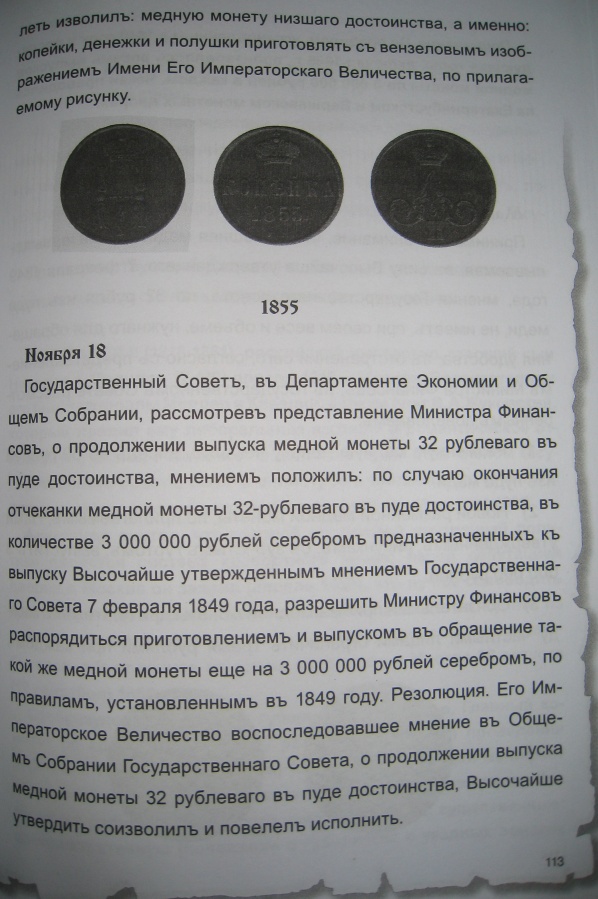 леть изволилъ: медную монету низшаго достоинства, а именно:
копейки, денежки и полушки приготовлять съ вензеловымъ изоб-
ражениемъ Имени Его Императорскаго Величества, по прилага-
емому рисунку.
КОПѢЙКА
1855.
1855
Ноября 18
Государственный Советъ, въ Департаменте Экономии и Об-
щемъ Собрании, рассмотревъ представление Министра Финан-
совъ, о продолжении выпуска медной монеты 32 рублеваго въ
пуде достоинства, мнениемъ положилъ: по случаю окончания
отчеканки медной монеты 32-рублеваго въ пуде достоинства, въ
количестве 3 000 000 рублей серебромъ предназначенныхъ къ
выпуску Высочайше утвержденнымъ мнениемъ Государственна-
го Совета 7 февраля 1849 года, разрешить Министру Финансовъ
распорядиться приготовлениемъ и выпускомъ въ обращение та-
кой же медной монеты еще на 3 000 000 рублей серебромъ, по
правиламъ, установленнымъ въ 1849 году. Резолюция. Его Им-
ператорское Величество воспоследовавшее мнение въ Обще-
мъ Собрании Государственнаго Совета, о продолжении выпуска
медной монеты 32 рублеваго въ пуде достоинства, Высочайше
утвердить соизволилъ и повелелъ исполнить.
113